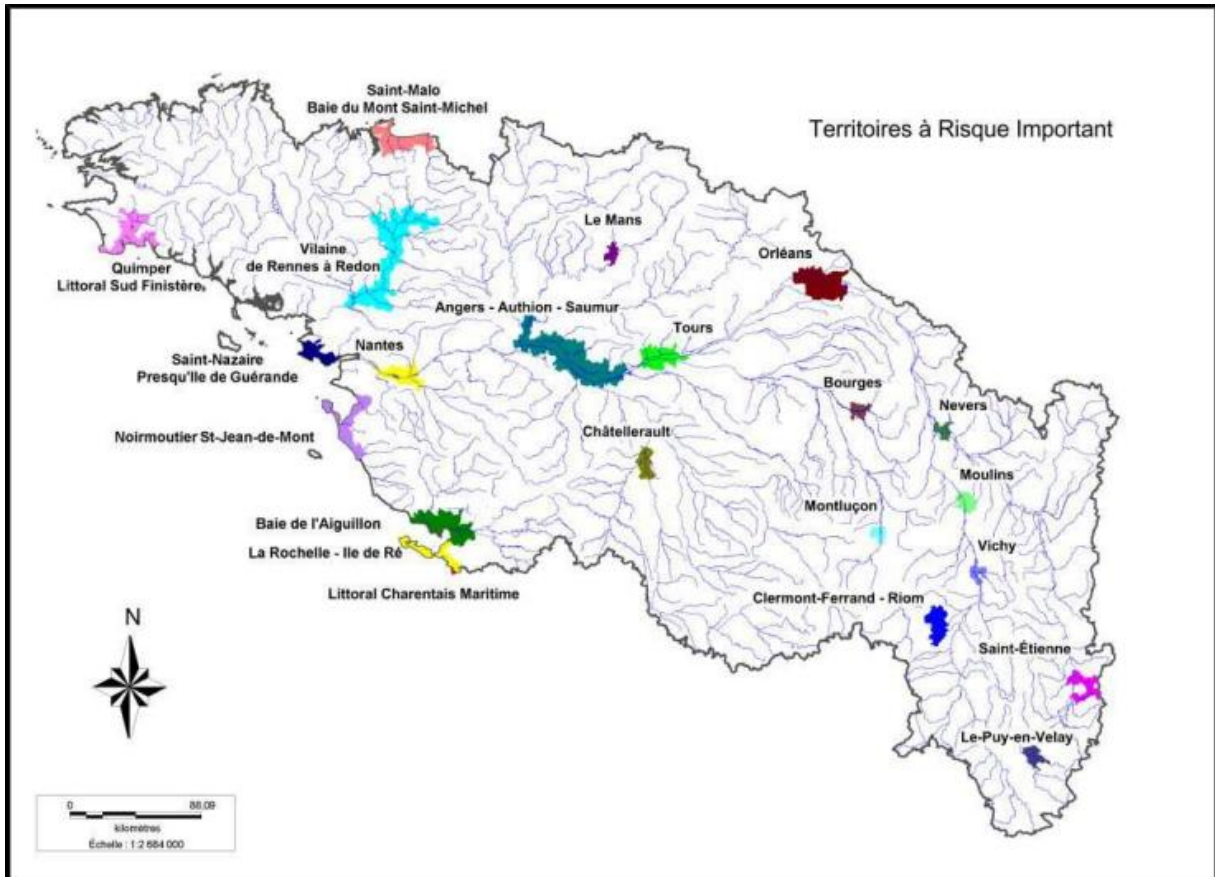 Saint-Malo
Baie du Mont Saint-Michel
Territoires à Risque Important
Le Mans
Orléans
Vilaine
de Rennes à Redon
Quimper
Littoral Sud Finistère
Angers - Authion - Saumur
Tours
Nantes
Saint-Nazaire
Presqu'Ile de Guérande
Bourges
Nevers
Noirmoutier St-Jean-de-Mont
Châtellerault
Moulins
Montluçon
Baie de l'Aiguillon
La Rochelle - Ile de Ré
Vichy
Littoral Charentais Maritime
Clermont-Ferrand - Riom
N
Saint-Étienne
Le-Puy-en-Velay
0 88.09
kilomètres
Échelle : 1:2 684 000